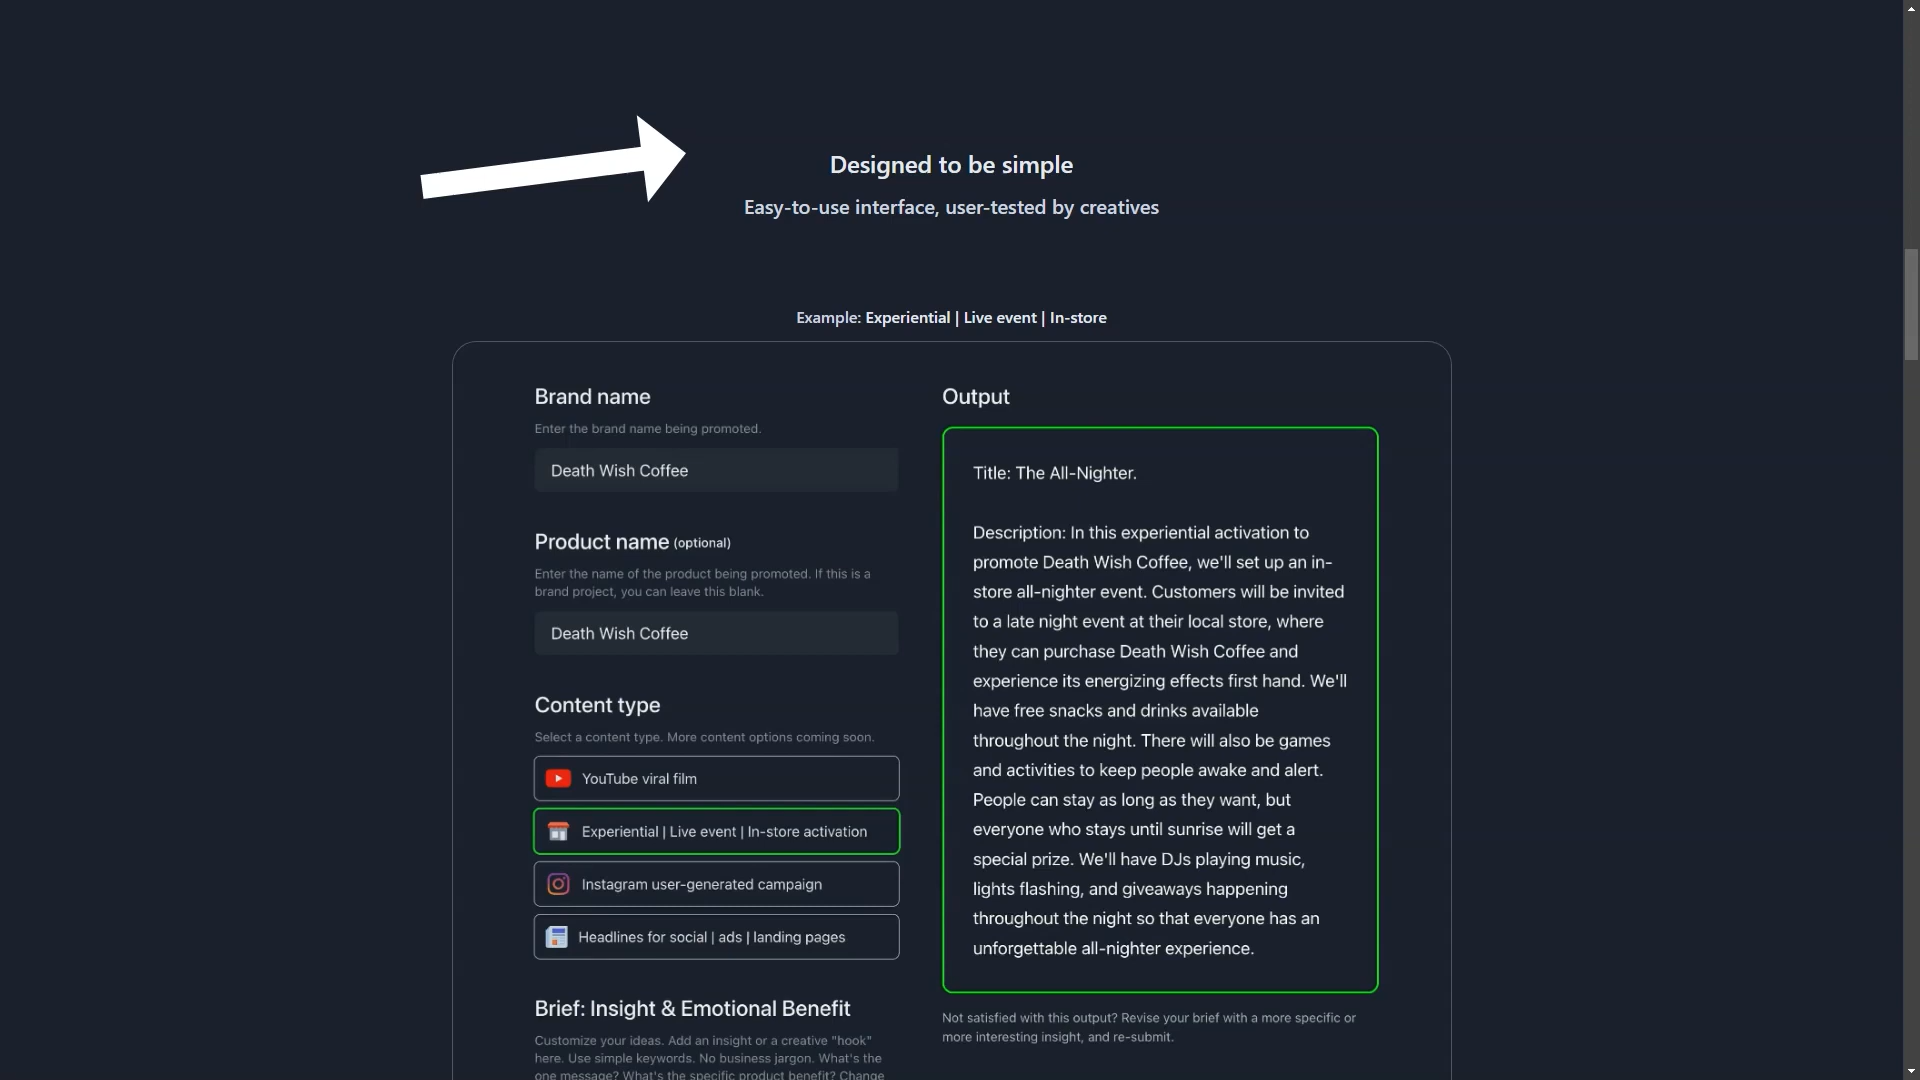 Designed to be simple
Easy-to-use interface, user-tested by creatives
Example: Experiential | Live event | In-store
Brand name
Enter the brand name being promoted.
Death Wish Coffee
Product name (optional)
Enter the name of the product being promoted. If this is a
brand project, you can leave this blank.
Death Wish Coffee
Content type
Select a content type. More content options coming soon.
YouTube viral film
Experiential | Live event | In-store activation
Instagram user-generated campaign
Headlines for social | ads | landing pages
Brief: Insight & Emotional Benefit
Customize your ideas. Add an insight or a creative "hook"
here. Use simple keywords. No business jargon. What's the
one message? What's the specific product benefit? Change
Output
Title: The All-Nighter.
Description: In this experiential activation to
promote Death Wish Coffee, we'll set up an in-
store all-nighter event. Customers will be invited
to a late night event at their local store, where
they can purchase Death Wish Coffee and
experience its energizing effects first hand. We'll
have free snacks and drinks available
throughout the night. There will also be games
and activities to keep people awake and alert.
People can stay as long as they want, but
everyone who stays until sunrise will get a
special prize. We'll have DJs playing music,
lights flashing, and giveaways happening
throughout the night so that everyone has an
unforgettable all-nighter experience.
Not satisfied with this output? Revise your brief with a more specific or
more interesting insight, and re-submit.